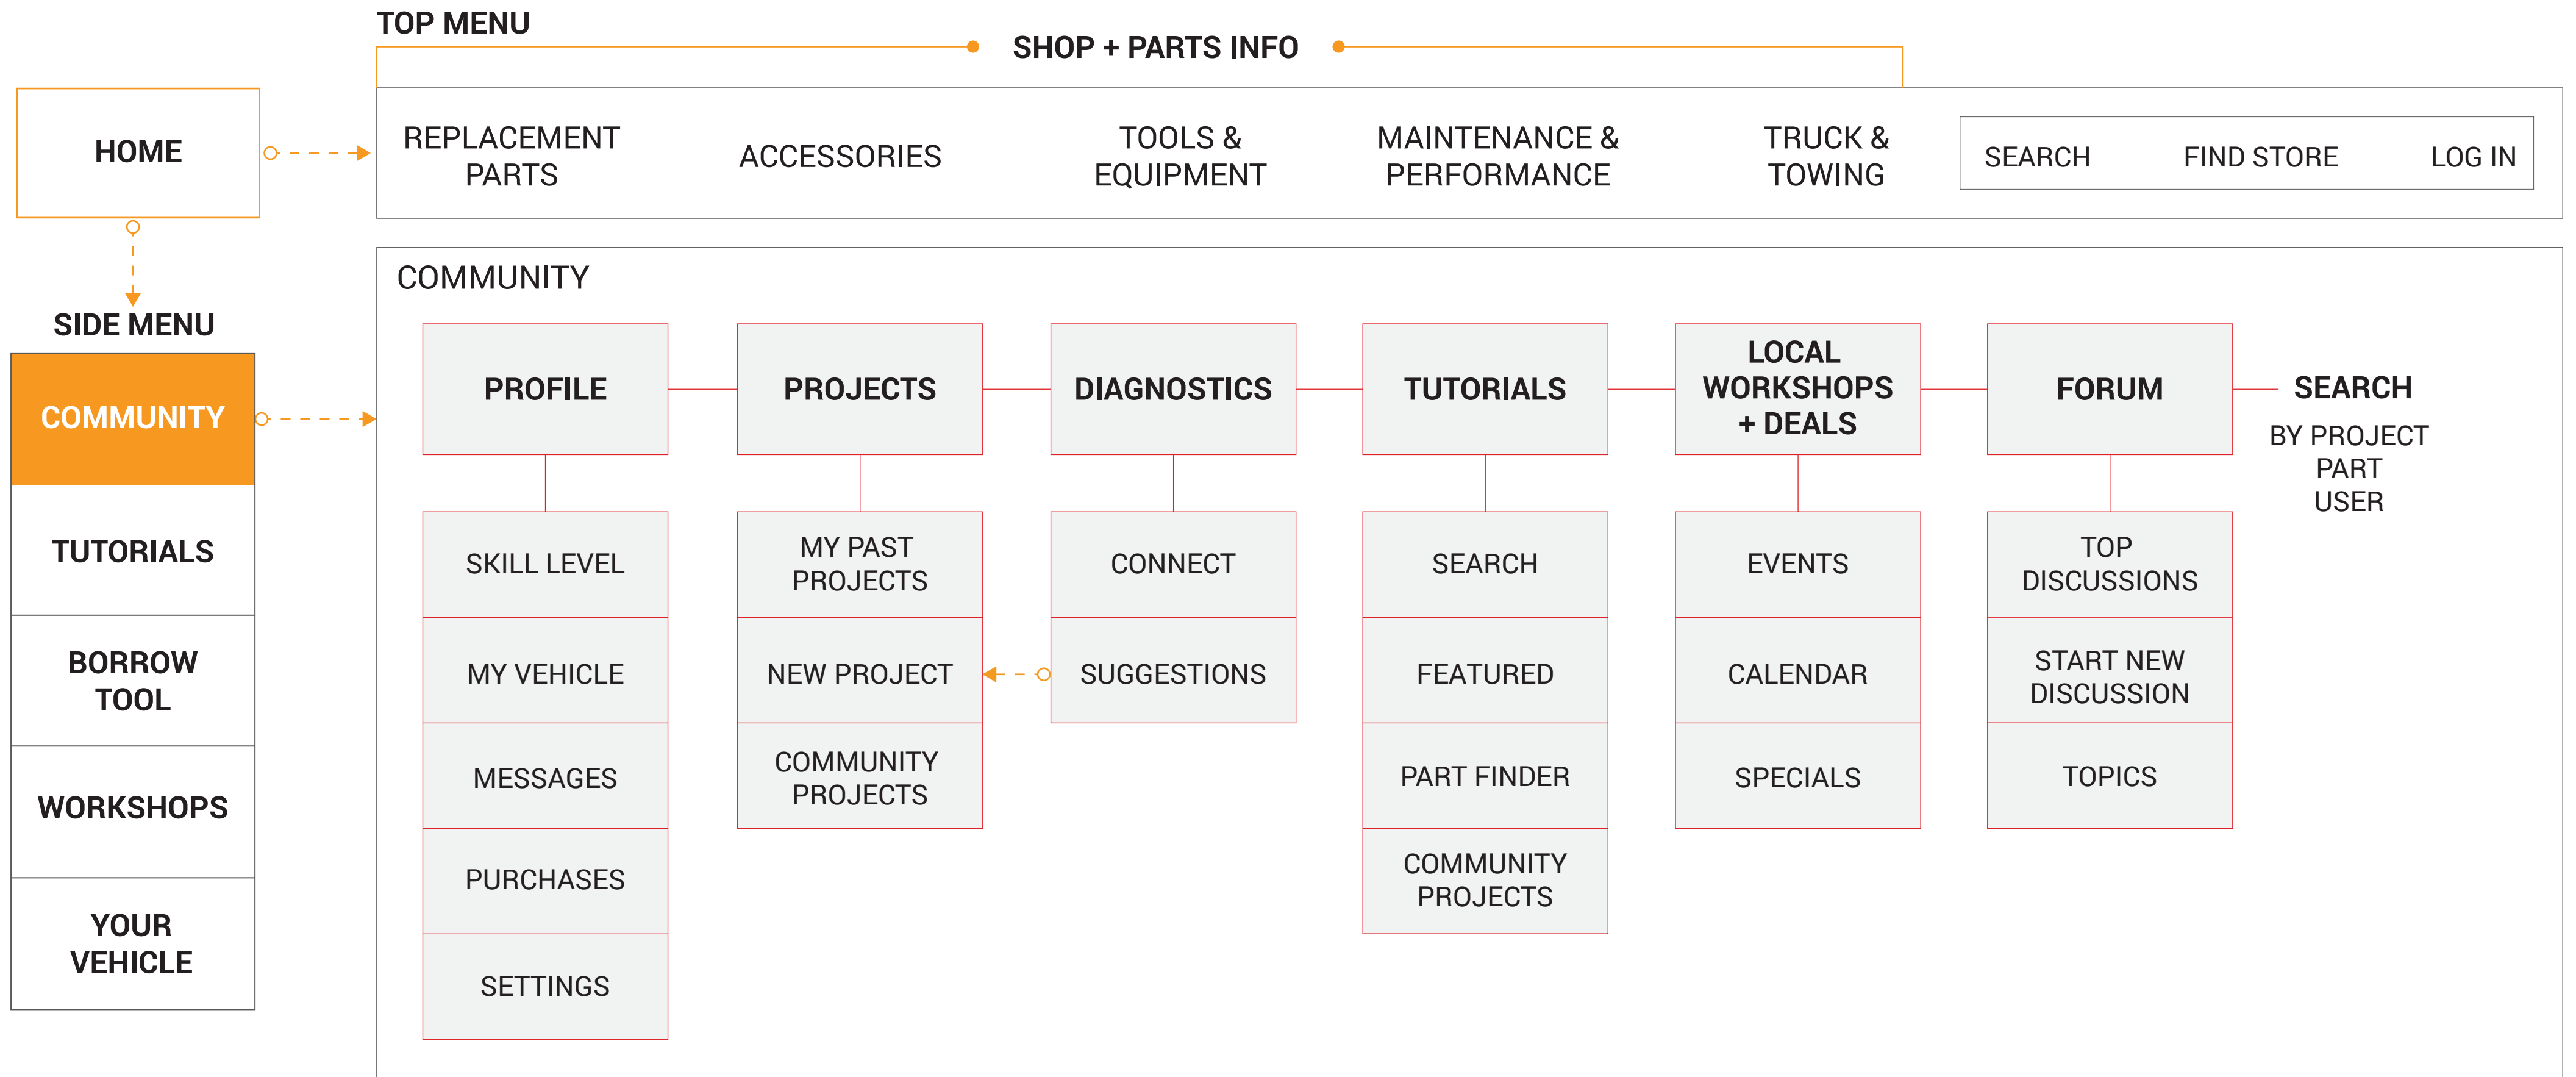 TOP MENU
SHOP + PARTS INFO
HOME
REPLACEMENT
PARTS
ACCESSORIES
TOOLS &
EQUIPMENT
MAINTENANCE &
PERFORMANCE
TRUCK &
TOWING
SEARCH
FIND STORE
LOG IN
SIDE MENU
COMMUNITY
TUTORIALS
BORROW
TOOL
WORKSHOPS
YOUR
VEHICLE
COMMUNITY
PROFILE
SKILL LEVEL
MY VEHICLE
MESSAGES
PURCHASES
SETTINGS
PROJECTS
MY PAST
PROJECTS
NEW PROJECT
COMMUNITY
PROJECTS
DIAGNOSTICS
CONNECT
SUGGESTIONS
TUTORIALS
SEARCH
FEATURED
PART FINDER
COMMUNITY
PROJECTS
LOCAL
WORKSHOPS
+ DEALS
EVENTS
CALENDAR
SPECIALS
FORUM
TOP
DISCUSSIONS
START NEW
DISCUSSION
TOPICS
SEARCH
BY PROJECT
PART
USER